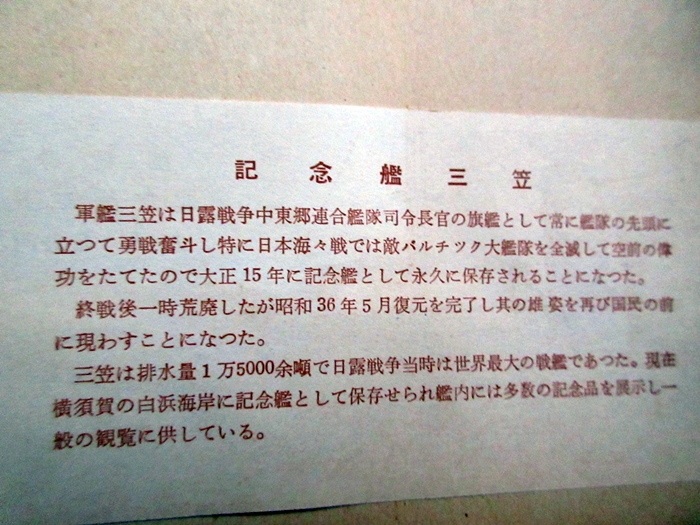 記念艦三笠
軍艦三笠は日露戦争中東郷連合艦隊司令長官の旗艦として常に艦隊の先頭に
立つて勇戦奮斗し特に日本海々戦では敵バルチツク大艦隊を全滅して空前の偉
功をたてたので大正15年に記念艦として永久に保存されることになつた。
終戦後一時荒廃したが昭和36年5月復元を完了し其の雄姿を再び国民の前
に現わすことになつた。
三笠は排水量1万5000余噸で日露戦争当時は世界最大の戦艦であつた。現在
横須賀の白浜海岸に記念艦として保存せられ艦内には多数の記念品を展示し一
般の観覧に供している。